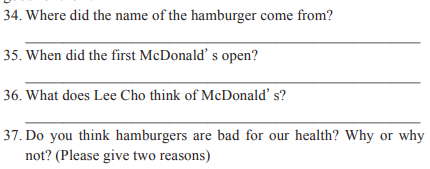 34. Where did the name of the hamburger come from?
35. When did the first McDonald’s open?
36. What does Lee Cho think of McDonald’s?
37. Do you think hamburgers are bad for our health? Why or why
not? (Please give two reasons)